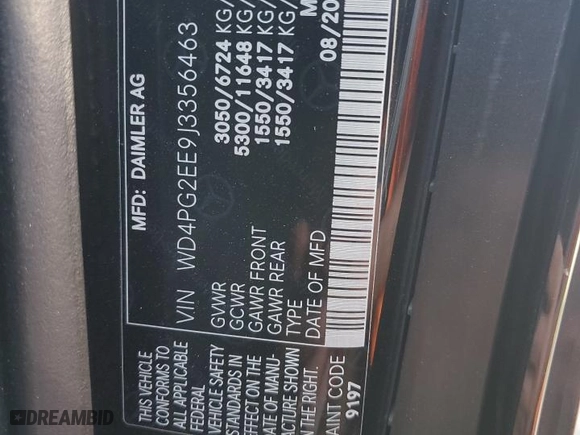 MFD: DAIMLER AG
VIN WD4PG2EE9J3356463
GVWR 3050/6724 KG/
GCWR 5300/11648 KG/
GAWR FRONT 1550/3417 KG/
GAWR REAR 1550/3417 KG/
TYPE
DATE OF MFD 08/20
THIS VEHICLE
CONFORMS TO
ALL APPLICABLE
FEDERAL
VEHICLE SAFETY
STANDARDS IN
EFFECT ON THE
DATE OF MANU-
FACTURE SHOWN
IN THE RIGHT.
PAINT CODE
9197
DREAMBID